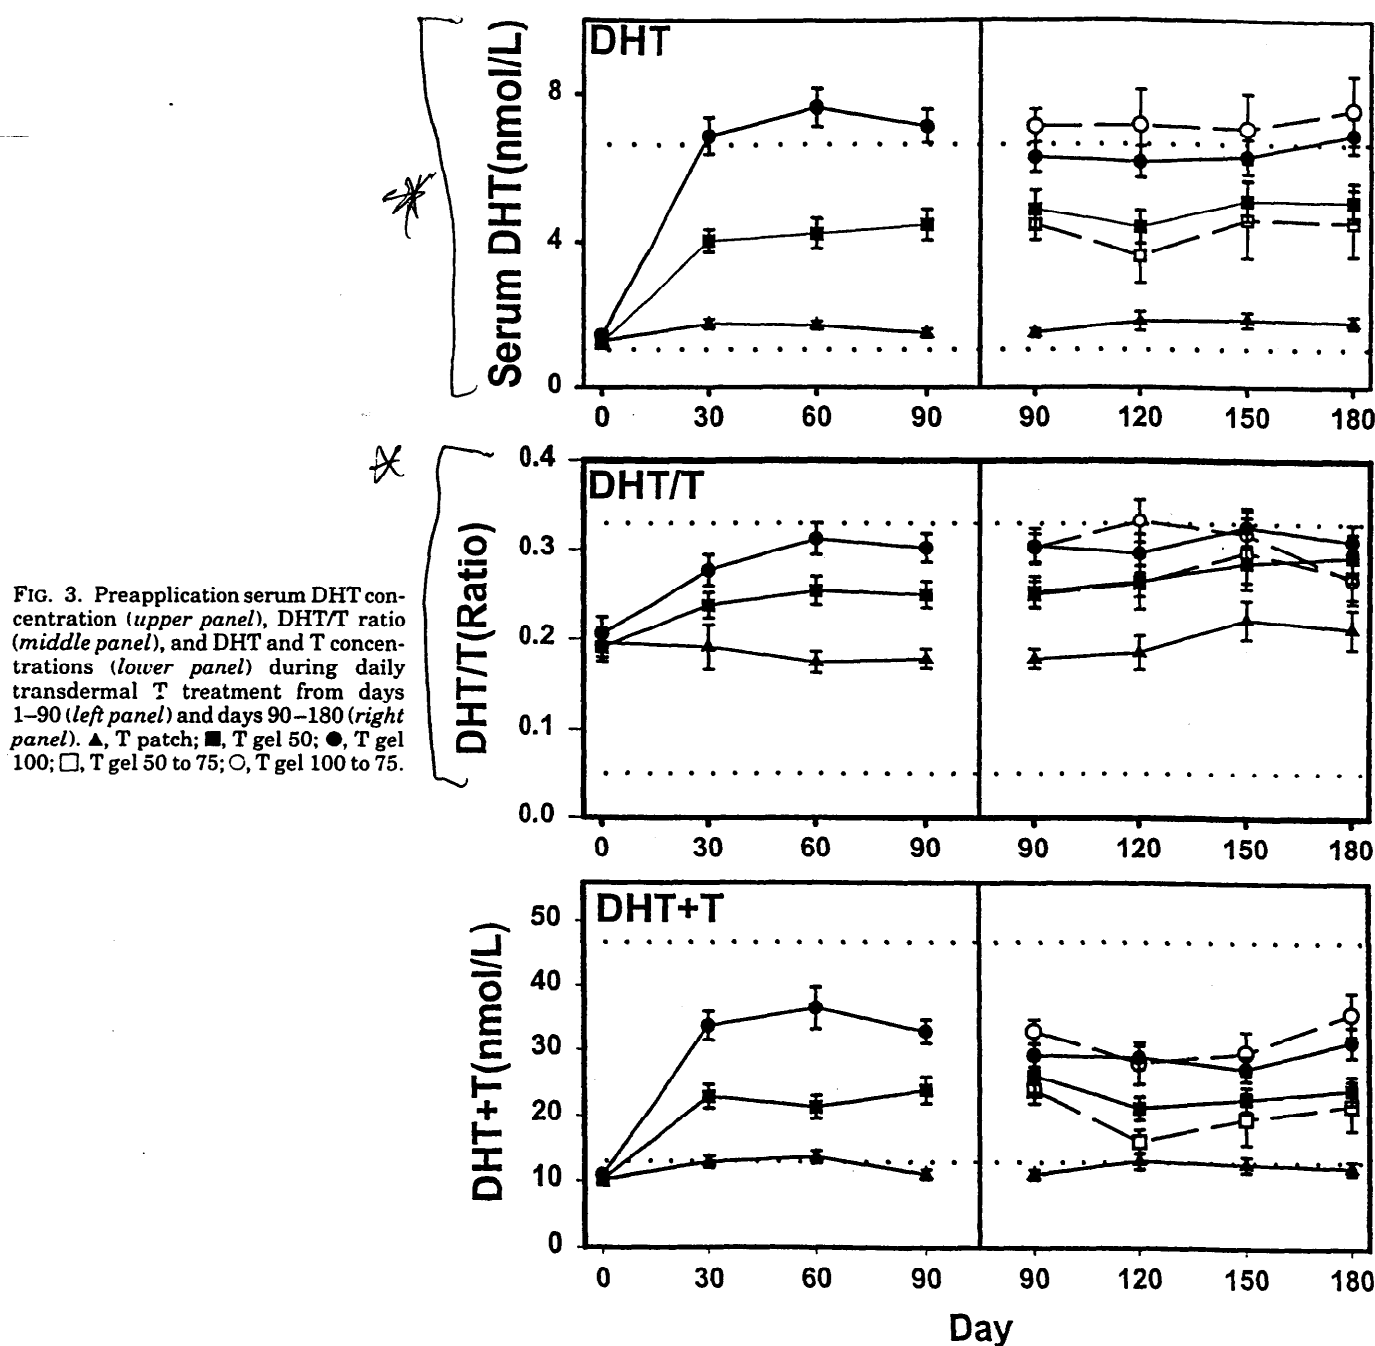 DHT
Serum DHT(nmol/L)
8
4
0
0 30 60 90 90 120 150 180
DHT/T
DHT/T(Ratio)
0.4
0.3
0.2
0.1
0.0
0 30 60 90 90 120 150 180
FIG. 3. Preapplication serum DHT con-
centration (upper panel), DHT/T ratio
(middle panel), and DHT and T concen-
trations (lower panel) during daily
transdermal T treatment from days
1–90 (left panel) and days 90–180 (right
panel). ▲, T patch; ■, T gel 50; ●, T gel
100; □, T gel 50 to 75; ○, T gel 100 to 75.
DHT+T
DHT+T(nmol/L)
50
40
30
20
10
0
0 30 60 90 90 120 150 180
Day